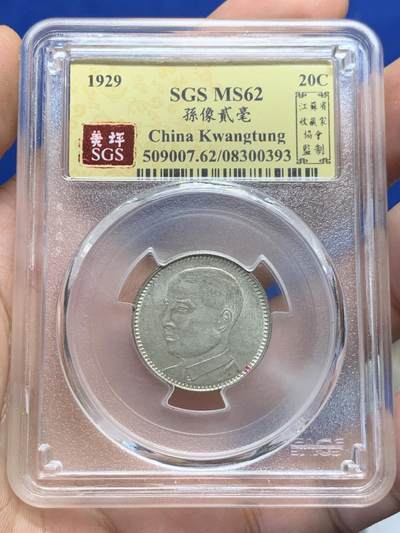 1929
20C
SGS MS62
孫像貳毫
China Kwangtung
509007.62/08300393
美評
SGS
江蘇省
收藏家
協會
監制